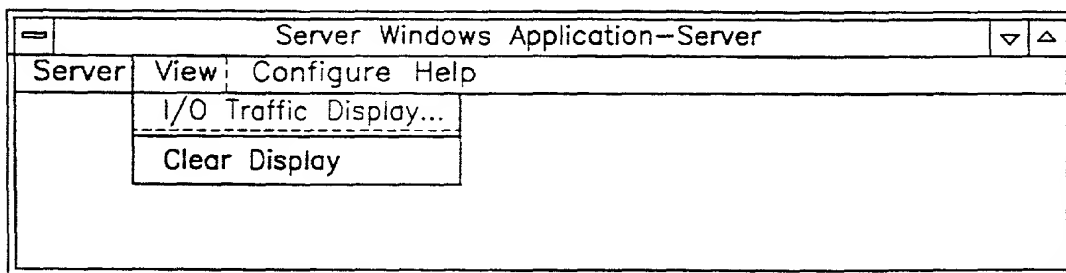 Server Windows Application-Server
Server View Configure Help
I/O Traffic Display...
Clear Display